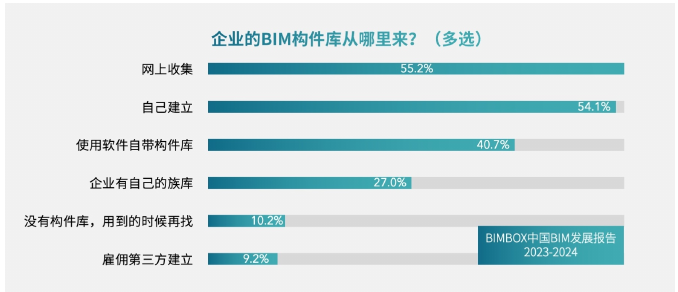 企业的BIM构件库从哪里来？（多选）
网上收集 55.2%
自己建立 54.1%
使用软件自带构件库 40.7%
企业有自己的族库 27.0%
没有构件库，用到的时候再找 10.2%
雇佣第三方建立 9.2%
BIMBOX中国BIM发展报告
2023-2024